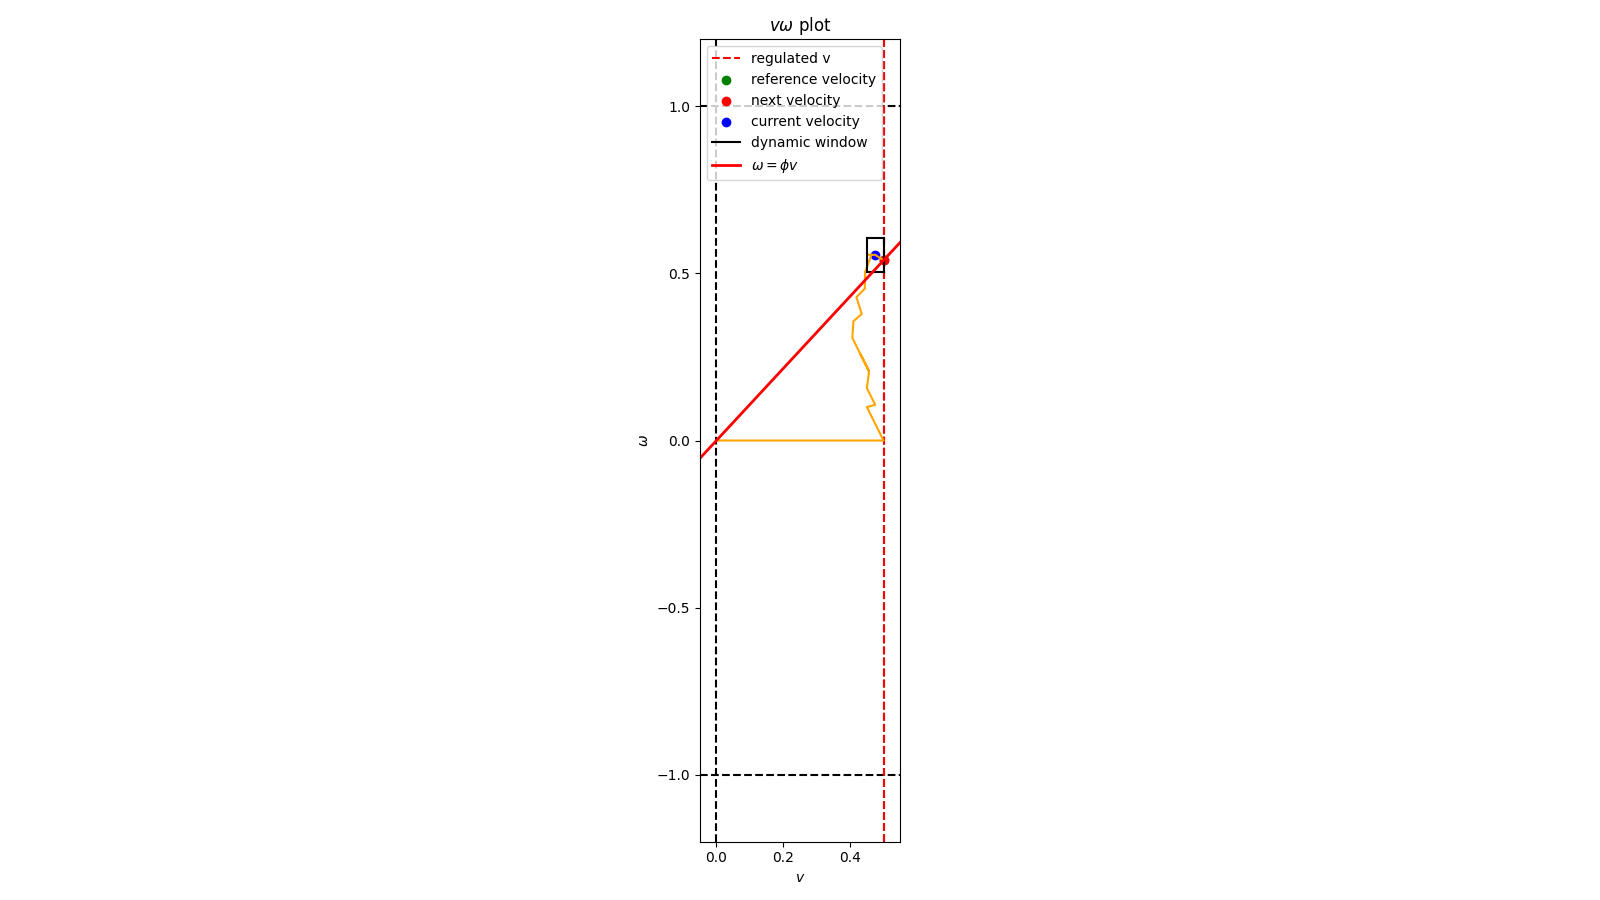 vω plot
regulated v
reference velocity
next velocity
current velocity
dynamic window
ω = ϕv
1.0
0.5
0.0
−0.5
−1.0
ω
0.0 0.2 0.4
v